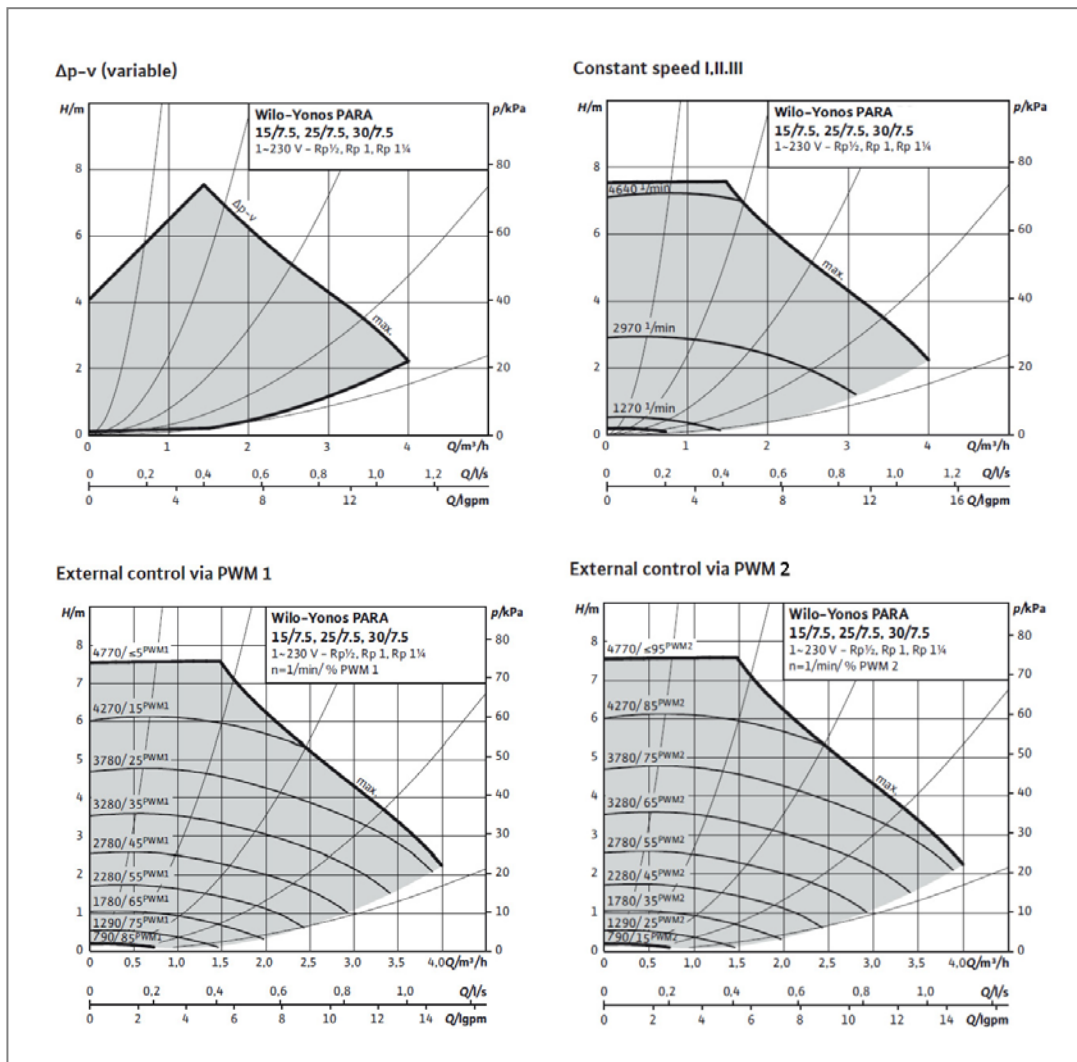 Δp-v (variable)
H/m
p/kPa
Wilo-Yonos PARA
15/7.5, 25/7.5, 30/7.5
1~230 V - Rp½, Rp 1, Rp 1¼
8
80
Δp-v
6
60
4
40
max.
2
20
0
0
0 1 2 3 4 Q/m³/h
0 0,2 0,4 0,6 0,8 1,0 1,2 Q/l/s
0 4 8 12 Q/lgpm
Constant speed I,II.III
H/m
p/kPa
Wilo-Yonos PARA
15/7.5, 25/7.5, 30/7.5
1~230 V - Rp½, Rp 1, Rp 1¼
8
80
4640 1/min
6
60
max.
4
40
2970 1/min
2
20
1270 1/min
0
0
0 1 2 3 4 Q/m³/h
0 0,2 0,4 0,6 0,8 1,0 1,2 Q/l/s
0 4 8 12 16 Q/lgpm
External control via PWM 1
H/m
p/kPa
Wilo-Yonos PARA
15/7.5, 25/7.5, 30/7.5
1~230 V - Rp½, Rp 1, Rp 1¼
n=1/min/ % PWM 1
8
80
4770/ ≤5PWM1
7
70
4270/ 15PWM1
6
60
5
50
3780/ 25PWM1
max.
4
40
3280/ 35PWM1
3
30
2780/ 45PWM1
2
20
2280/ 55PWM1
1780/ 65PWM1
1
10
1290/ 75PWM1
790/ 85PWM1
0
0
0 0,5 1,0 1,5 2,0 2,5 3,0 3,5 4,0 Q/m³/h
0 0,2 0,4 0,6 0,8 1,0 Q/l/s
0 2 4 6 8 10 12 14 Q/lgpm
External control via PWM 2
H/m
p/kPa
Wilo-Yonos PARA
15/7.5, 25/7.5, 30/7.5
1~230 V - Rp½, Rp 1, Rp 1¼
n=1/min/ % PWM 2
8
80
4770/ ≤95PWM2
7
70
4270/ 85PWM2
6
60
5
50
3780/ 75PWM2
max.
4
40
3280/ 65PWM2
3
30
2780/ 55PWM2
2
20
2280/ 45PWM2
1780/ 35PWM2
1
10
1290/ 25PWM2
790/ 15PWM2
0
0
0 0,5 1,0 1,5 2,0 2,5 3,0 3,5 4,0 Q/m³/h
0 0,2 0,4 0,6 0,8 1,0 Q/l/s
0 2 4 6 8 10 12 14 Q/lgpm